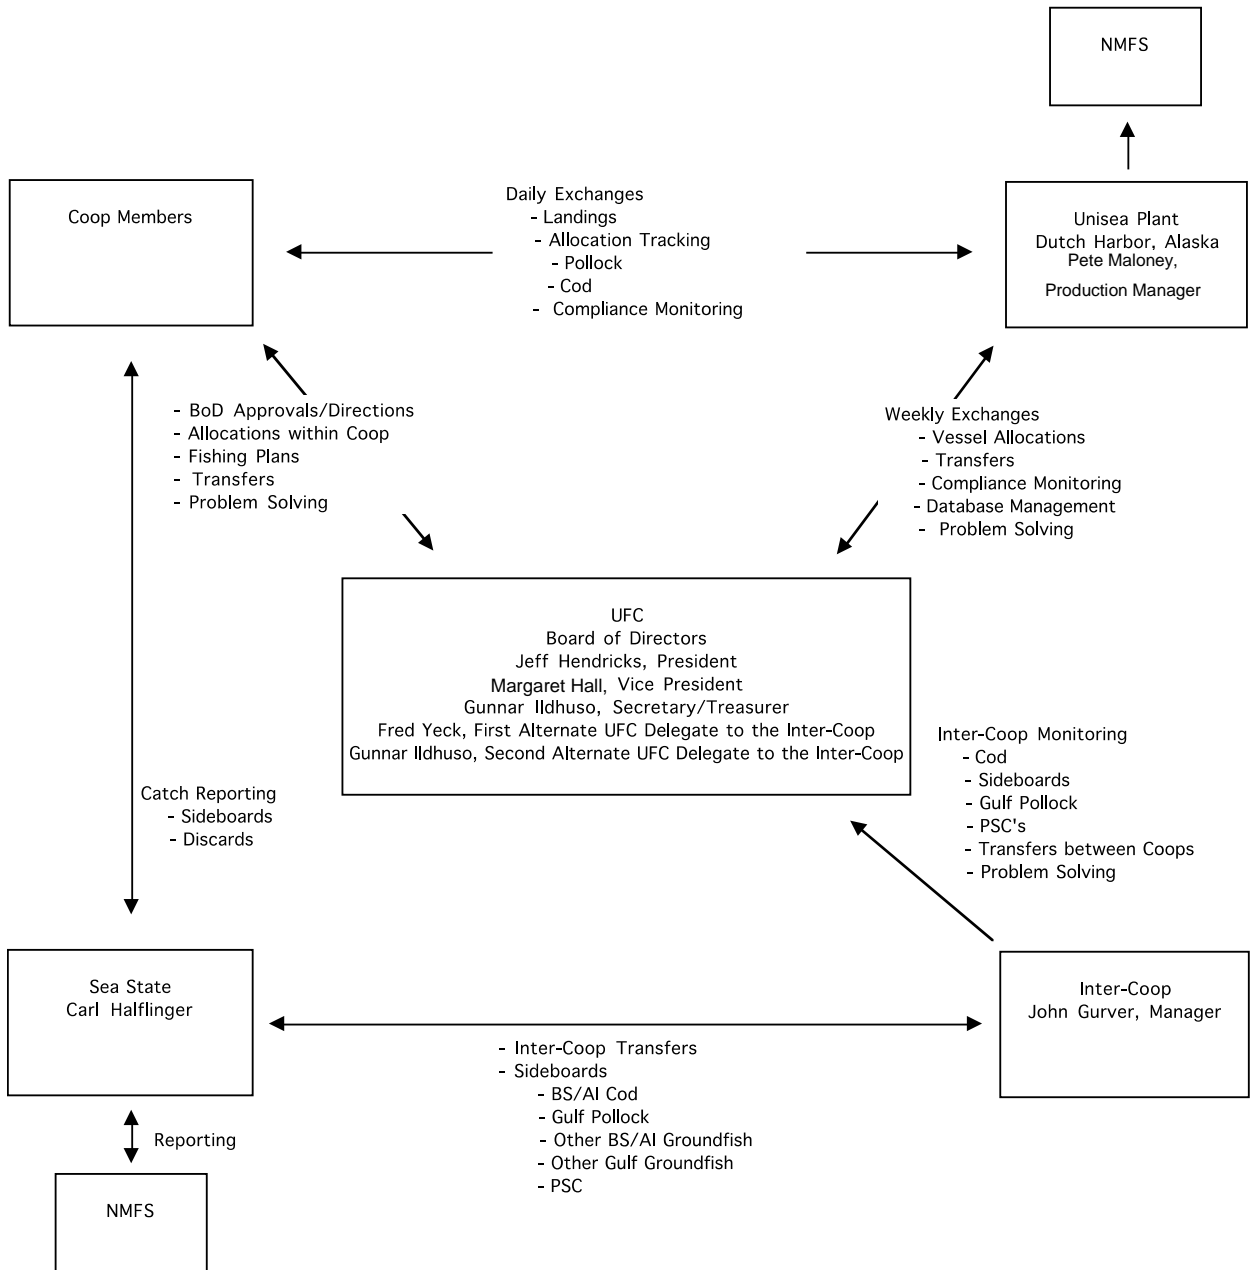 NMFS
Coop Members
Daily Exchanges
- Landings
- Allocation Tracking
- Pollock
- Cod
- Compliance Monitoring
Unisea Plant
Dutch Harbor, Alaska
Pete Maloney,
Production Manager
- BoD Approvals/Directions
- Allocations within Coop
- Fishing Plans
- Transfers
- Problem Solving
Weekly Exchanges
- Vessel Allocations
- Transfers
- Compliance Monitoring
- Database Management
- Problem Solving
UFC
Board of Directors
Jeff Hendricks, President
Margaret Hall, Vice President
Gunnar Ildhuso, Secretary/Treasurer
Fred Yeck, First Alternate UFC Delegate to the Inter-Coop
Gunnar Ildhuso, Second Alternate UFC Delegate to the Inter-Coop
Inter-Coop Monitoring
- Cod
- Sideboards
- Gulf Pollock
- PSC's
- Transfers between Coops
- Problem Solving
Catch Reporting
- Sideboards
- Discards
Sea State
Carl Halflinger
Inter-Coop
John Gurver, Manager
- Inter-Coop Transfers
- Sideboards
- BS/AI Cod
- Gulf Pollock
- Other BS/AI Groundfish
- Other Gulf Groundfish
- PSC
Reporting
NMFS